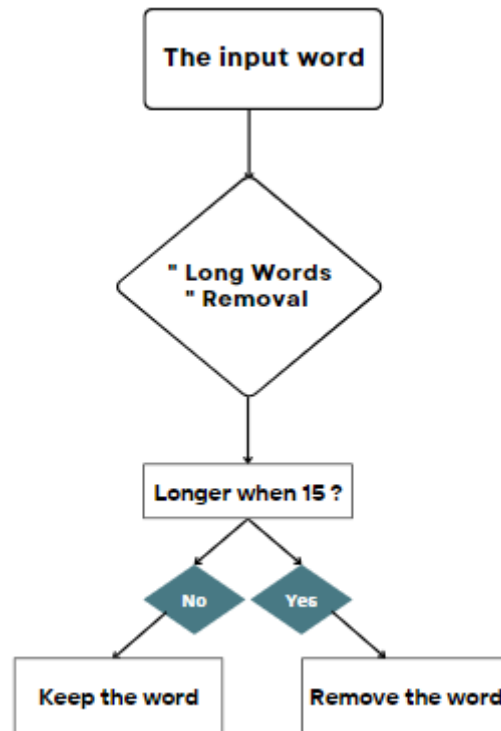 The input word
" Long Words
" Removal
Longer when 15 ?
No
Yes
Keep the word
Remove the word